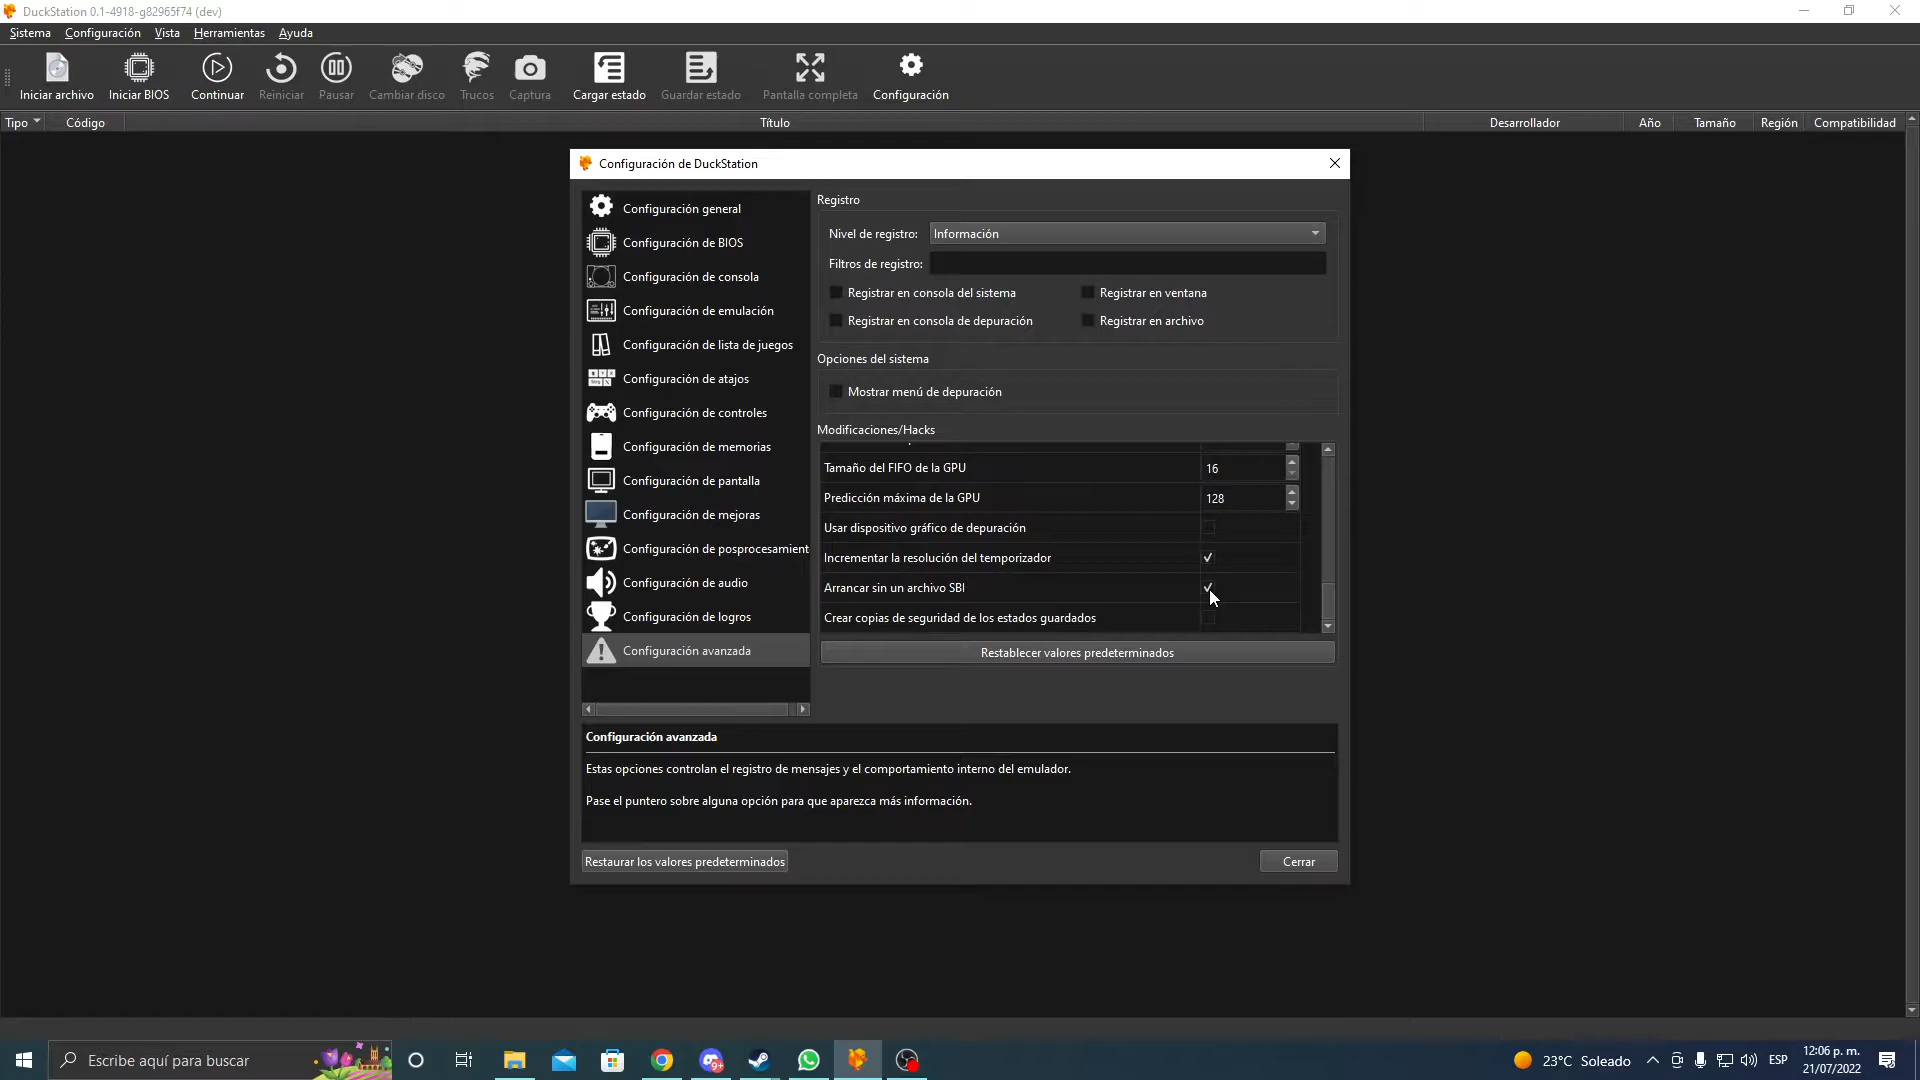 DuckStation 0.1-4918-g82965f74 (dev)
Sistema Configuración Vista Herramientas Ayuda
Iniciar archivo Iniciar BIOS Continuar Reiniciar Pausar Cambiar disco Trucos Captura Cargar estado Guardar estado Pantalla completa Configuración
Tipo Código Título Desarrollador Año Tamaño Región Compatibilidad
Configuración de DuckStation
Configuración general
Configuración de BIOS
Configuración de consola
Configuración de emulación
Configuración de lista de juegos
Configuración de atajos
Configuración de controles
Configuración de memorias
Configuración de pantalla
Configuración de mejoras
Configuración de posprocesamient
Configuración de audio
Configuración de logros
Configuración avanzada
Registro
Nivel de registro: Información
Filtros de registro:
Registrar en consola del sistema Registrar en ventana
Registrar en consola de depuración Registrar en archivo
Opciones del sistema
Mostrar menú de depuración
Modificaciones/Hacks
Tamaño del FIFO de la GPU 16
Predicción máxima de la GPU 128
Usar dispositivo gráfico de depuración
Incrementar la resolución del temporizador
Arrancar sin un archivo SBI
Crear copias de seguridad de los estados guardados
Restablecer valores predeterminados
Configuración avanzada
Estas opciones controlan el registro de mensajes y el comportamiento interno del emulador.
Pase el puntero sobre alguna opción para que aparezca más información.
Restaurar los valores predeterminados Cerrar
Escribe aquí para buscar 9+ 23°C Soleado ESP 12:06 p. m.
21/07/2022